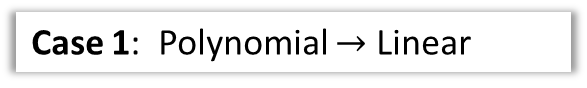 Case 1: Polynomial → Linear